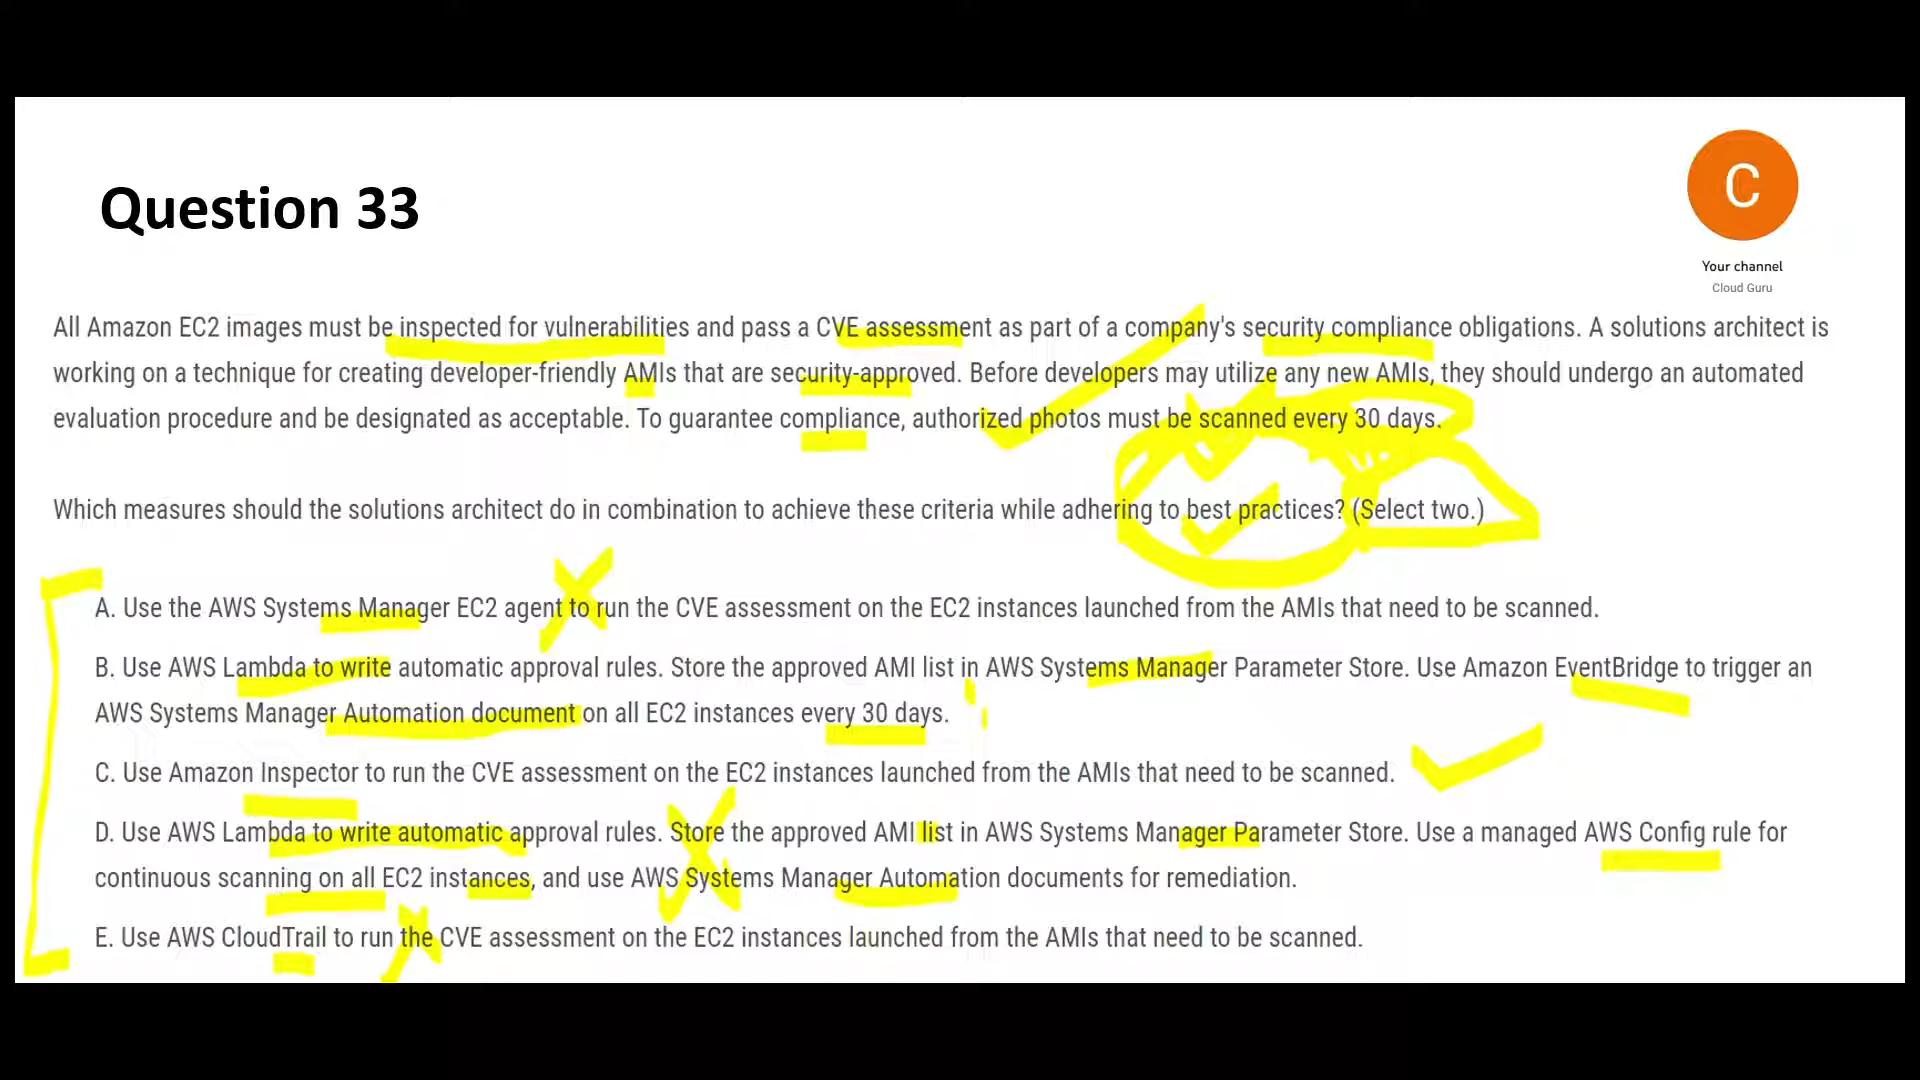 Question 33
C
Your channel
Cloud Guru
All Amazon EC2 images must be inspected for vulnerabilities and pass a CVE assessment as part of a company's security compliance obligations. A solutions architect is
working on a technique for creating developer-friendly AMIs that are security-approved. Before developers may utilize any new AMIs, they should undergo an automated
evaluation procedure and be designated as acceptable. To guarantee compliance, authorized photos must be scanned every 30 days.
Which measures should the solutions architect do in combination to achieve these criteria while adhering to best practices? (Select two.)
A. Use the AWS Systems Manager EC2 agent to run the CVE assessment on the EC2 instances launched from the AMIs that need to be scanned.
B. Use AWS Lambda to write automatic approval rules. Store the approved AMI list in AWS Systems Manager Parameter Store. Use Amazon EventBridge to trigger an
AWS Systems Manager Automation document on all EC2 instances every 30 days.
C. Use Amazon Inspector to run the CVE assessment on the EC2 instances launched from the AMIs that need to be scanned.
D. Use AWS Lambda to write automatic approval rules. Store the approved AMI list in AWS Systems Manager Parameter Store. Use a managed AWS Config rule for
continuous scanning on all EC2 instances, and use AWS Systems Manager Automation documents for remediation.
E. Use AWS CloudTrail to run the CVE assessment on the EC2 instances launched from the AMIs that need to be scanned.